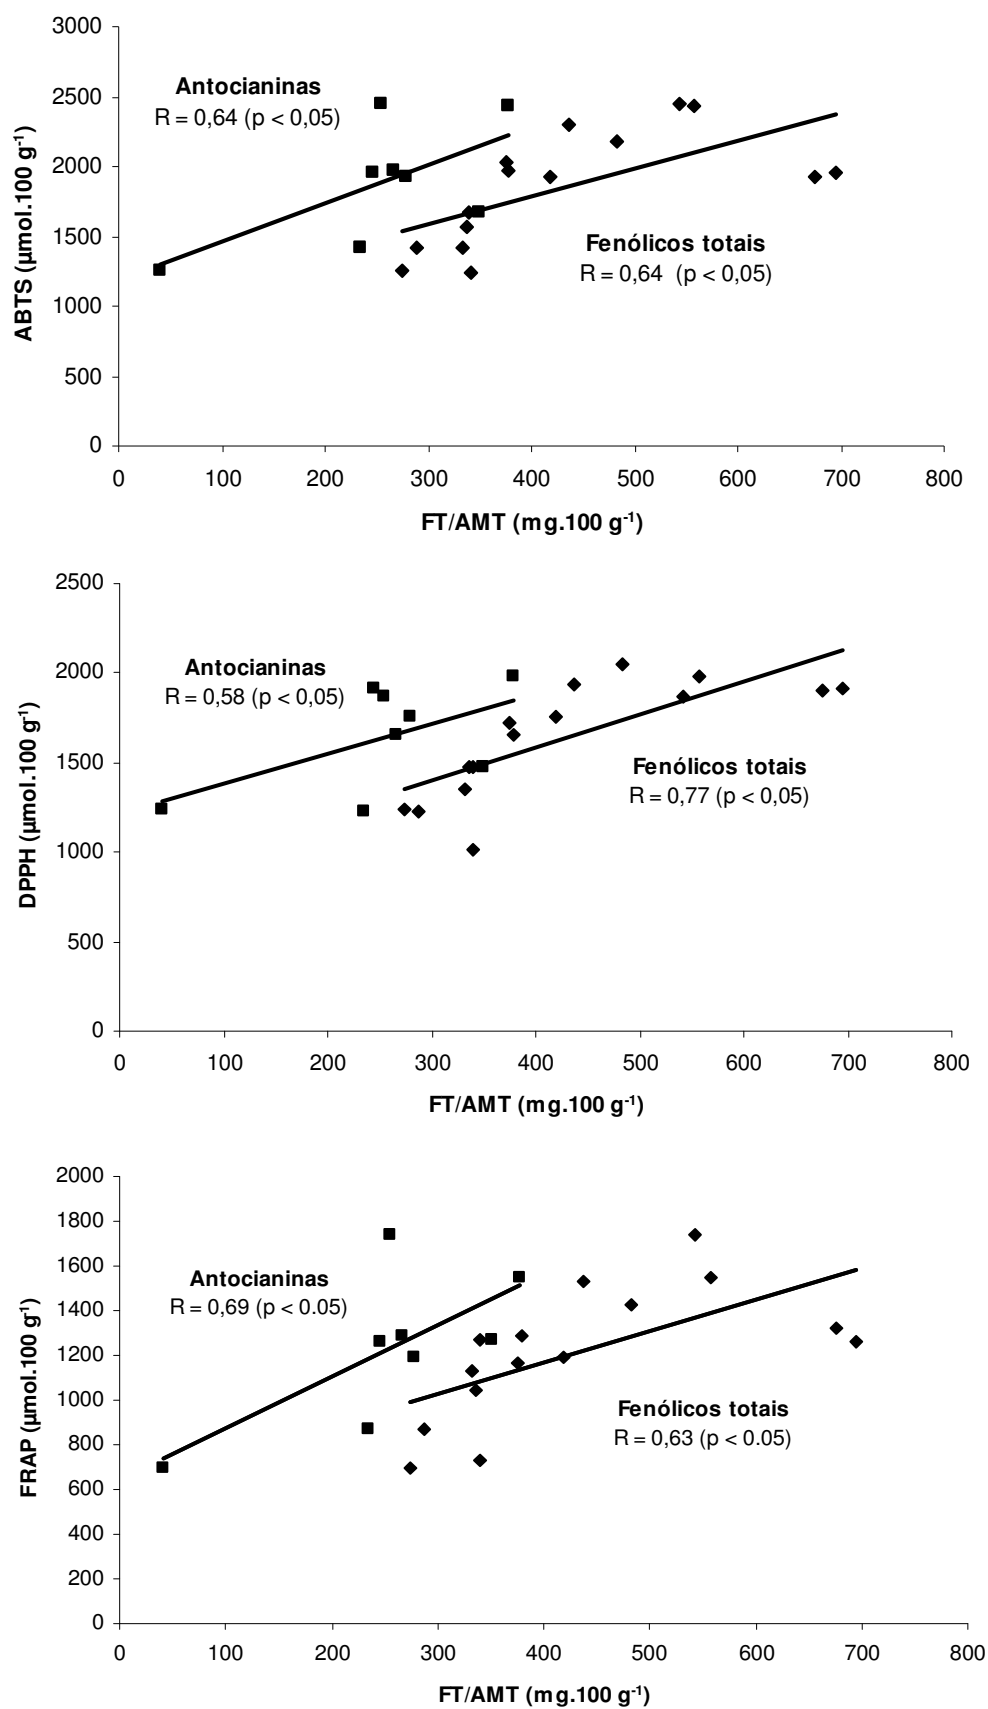 3000
Antocianinas
R = 0,64 (p < 0,05)
2500
2000
1500
Fenólicos totais
R = 0,64 (p < 0,05)
1000
500
0
ABTS (µmol.100 g⁻¹)
0 100 200 300 400 500 600 700 800
FT/AMT (mg.100 g⁻¹)
2500
Antocianinas
R = 0,58 (p < 0,05)
2000
1500
Fenólicos totais
R = 0,77 (p < 0,05)
1000
500
0
DPPH (µmol.100 g⁻¹)
0 100 200 300 400 500 600 700 800
FT/AMT (mg.100 g⁻¹)
2000
1800
1600
Antocianinas
R = 0,69 (p < 0.05)
1400
1200
1000
Fenólicos totais
R = 0,63 (p < 0.05)
800
600
400
200
0
FRAP (µmol.100 g⁻¹)
0 100 200 300 400 500 600 700 800
FT/AMT (mg.100 g⁻¹)